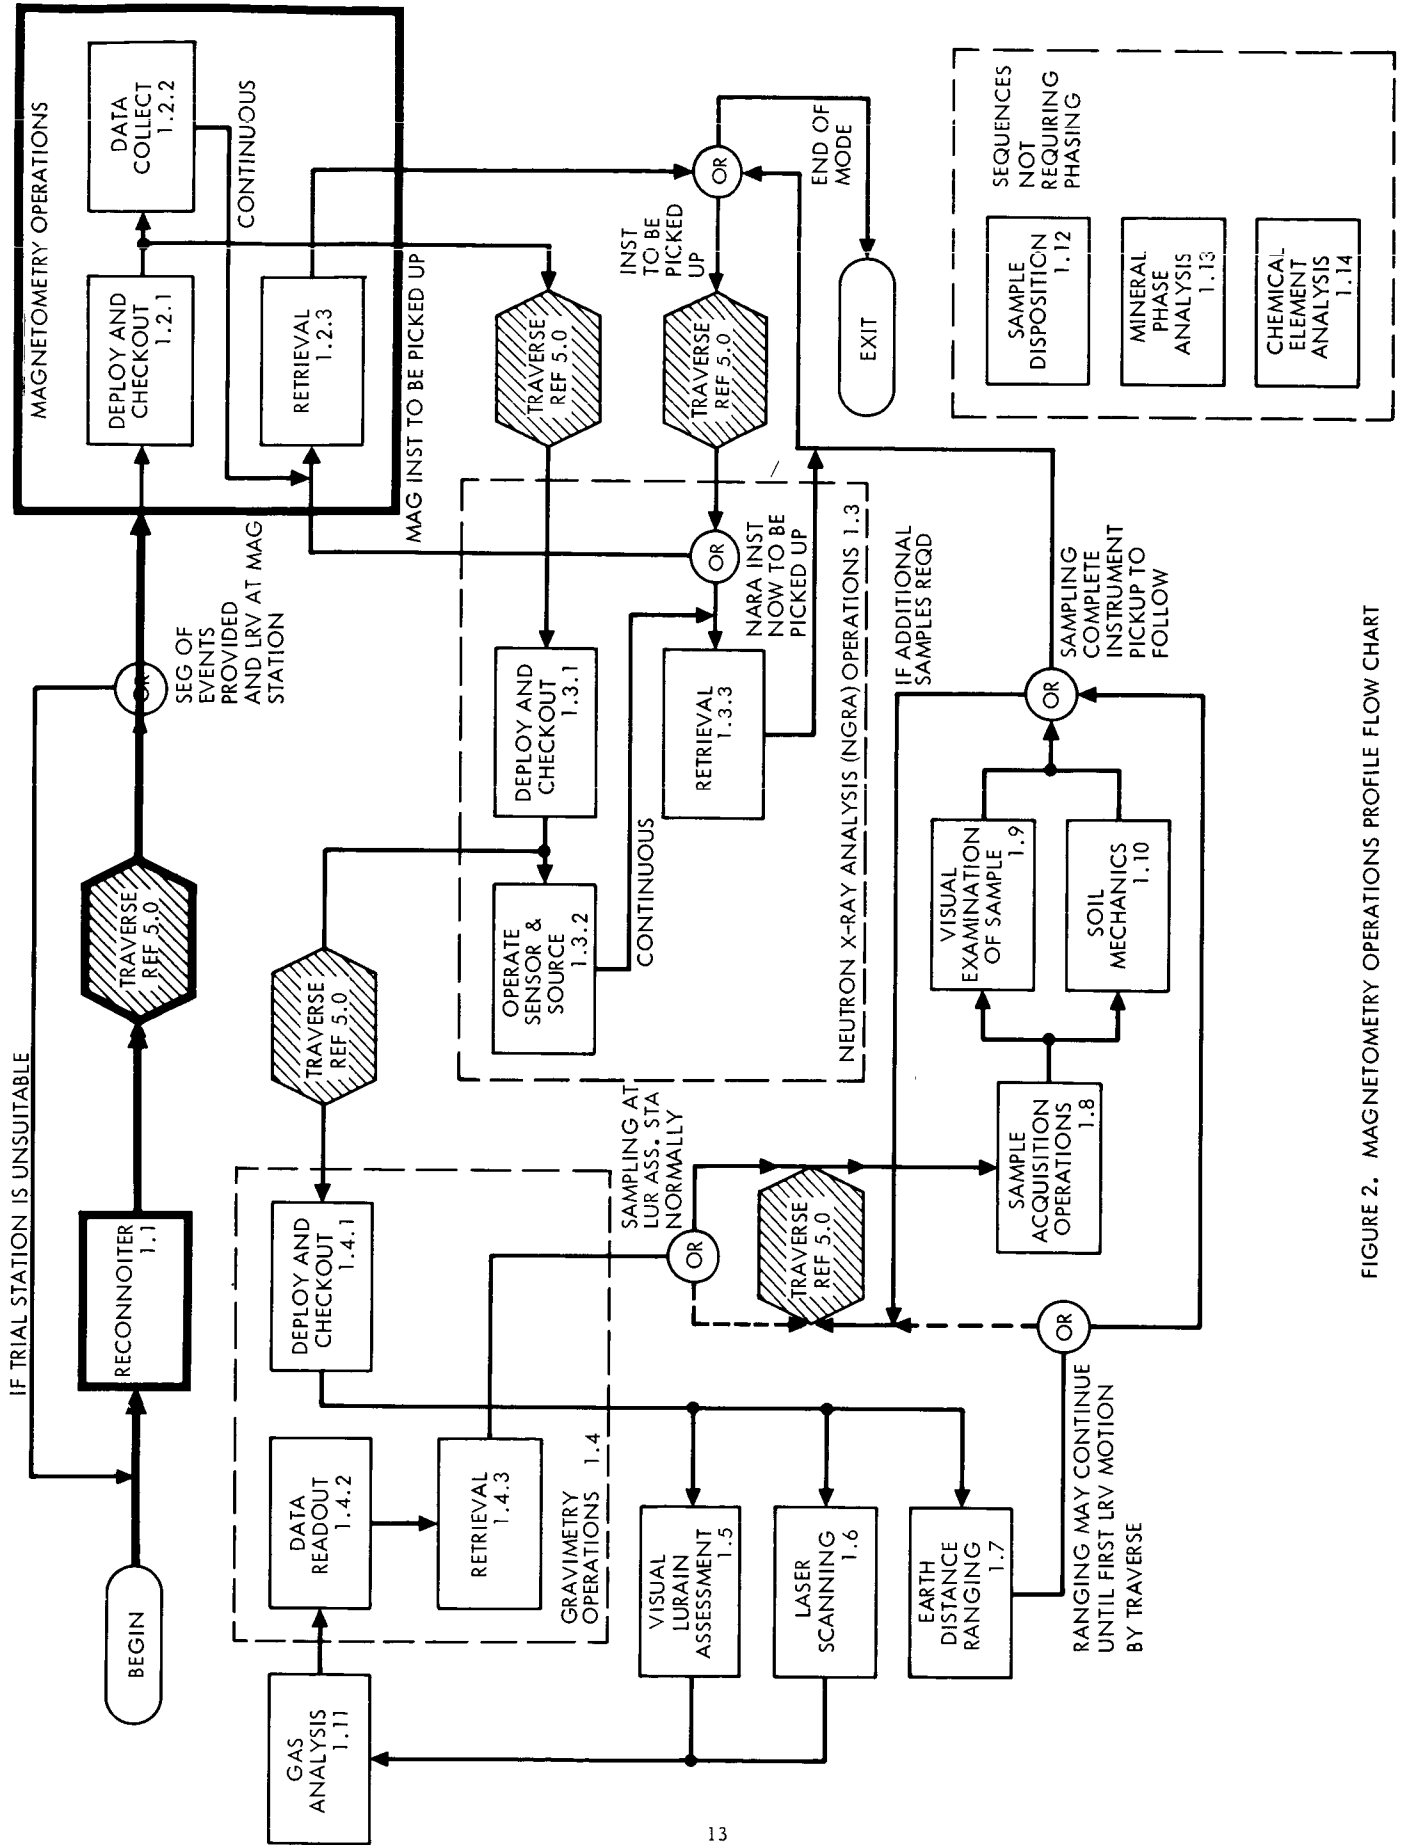 BEGIN
IF TRIAL STATION IS UNSUITABLE
RECONNOITER
1.1
TRAVERSE
REF 5.0
OR
SEG OF
EVENTS
PROVIDED
AND LRV AT MAG
STATION
MAGNETOMETRY OPERATIONS
DEPLOY AND
CHECKOUT
1.2.1
DATA
COLLECT
1.2.2
CONTINUOUS
RETRIEVAL
1.2.3
MAG INST TO BE PICKED UP
GAS
ANALYSIS
1.11
DATA
READOUT
1.4.2
RETRIEVAL
1.4.3
GRAVIMETRY
OPERATIONS 1.4
DEPLOY AND
CHECKOUT
1.4.1
TRAVERSE
REF 5.0
OPERATE
SENSOR &
SOURCE
1.3.2
CONTINUOUS
DEPLOY AND
CHECKOUT
1.3.1
RETRIEVAL
1.3.3
OR
NARA INST
NOW TO BE
PICKED UP
NEUTRON X-RAY ANALYSIS (NGRA) OPERATIONS 1.3
TRAVERSE
REF 5.0
TRAVERSE
REF 5.0
INST
TO BE
PICKED
UP
OR
END OF
MODE
EXIT
VISUAL
LURAIN
ASSESSMENT
1.5
LASER
SCANNING
1.6
EARTH
DISTANCE
RANGING
1.7
RANGING MAY CONTINUE
UNTIL FIRST LRV MOTION
BY TRAVERSE
OR
SAMPLING AT
LUR ASS. STA
NORMALLY
OR
TRAVERSE
REF 5.0
SAMPLE
ACQUISITION
OPERATIONS
1.8
VISUAL
EXAMINATION
OF SAMPLE
1.9
SOIL
MECHANICS
1.10
IF ADDITIONAL
SAMPLES REQD
OR
SAMPLING
COMPLETE
INSTRUMENT
PICKUP TO
FOLLOW
SEQUENCES
NOT
REQUIRING
PHASING
SAMPLE
DISPOSITION
1.12
MINERAL
PHASE
ANALYSIS
1.13
CHEMICAL
ELEMENT
ANALYSIS
1.14
FIGURE 2. MAGNETOMETRY OPERATIONS PROFILE FLOW CHART
13